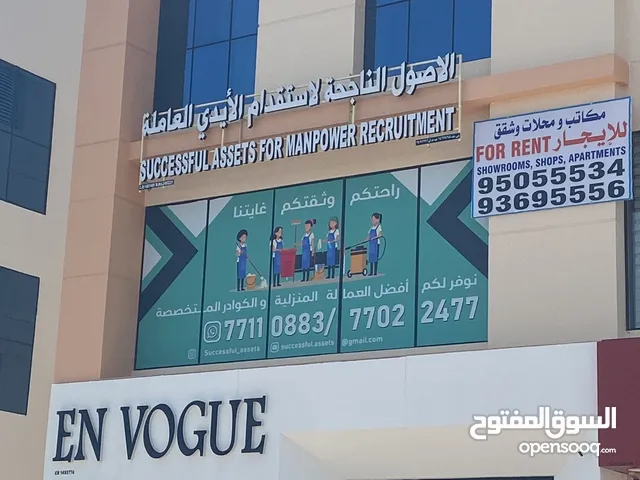 الاصول الناجحة لاستقدام الأيدي العاملة
SUCCESSFUL ASSETS FOR MANPOWER RECRUITMENT
مكاتب و محلات وشقق
FOR RENT للإيجار
SHOWROOMS, SHOPS, APARTMENTS
95055534
93695556
راحتكم وثقتكم غايتنا
نوفر لكم أفضل العمالة المنزلية و الكوادر المتخصصة
7711 0883/ 7702 2477
Successful_assets successful.assets @gmail.com
EN VOGUE
السوق المفتوح
opensooq.com